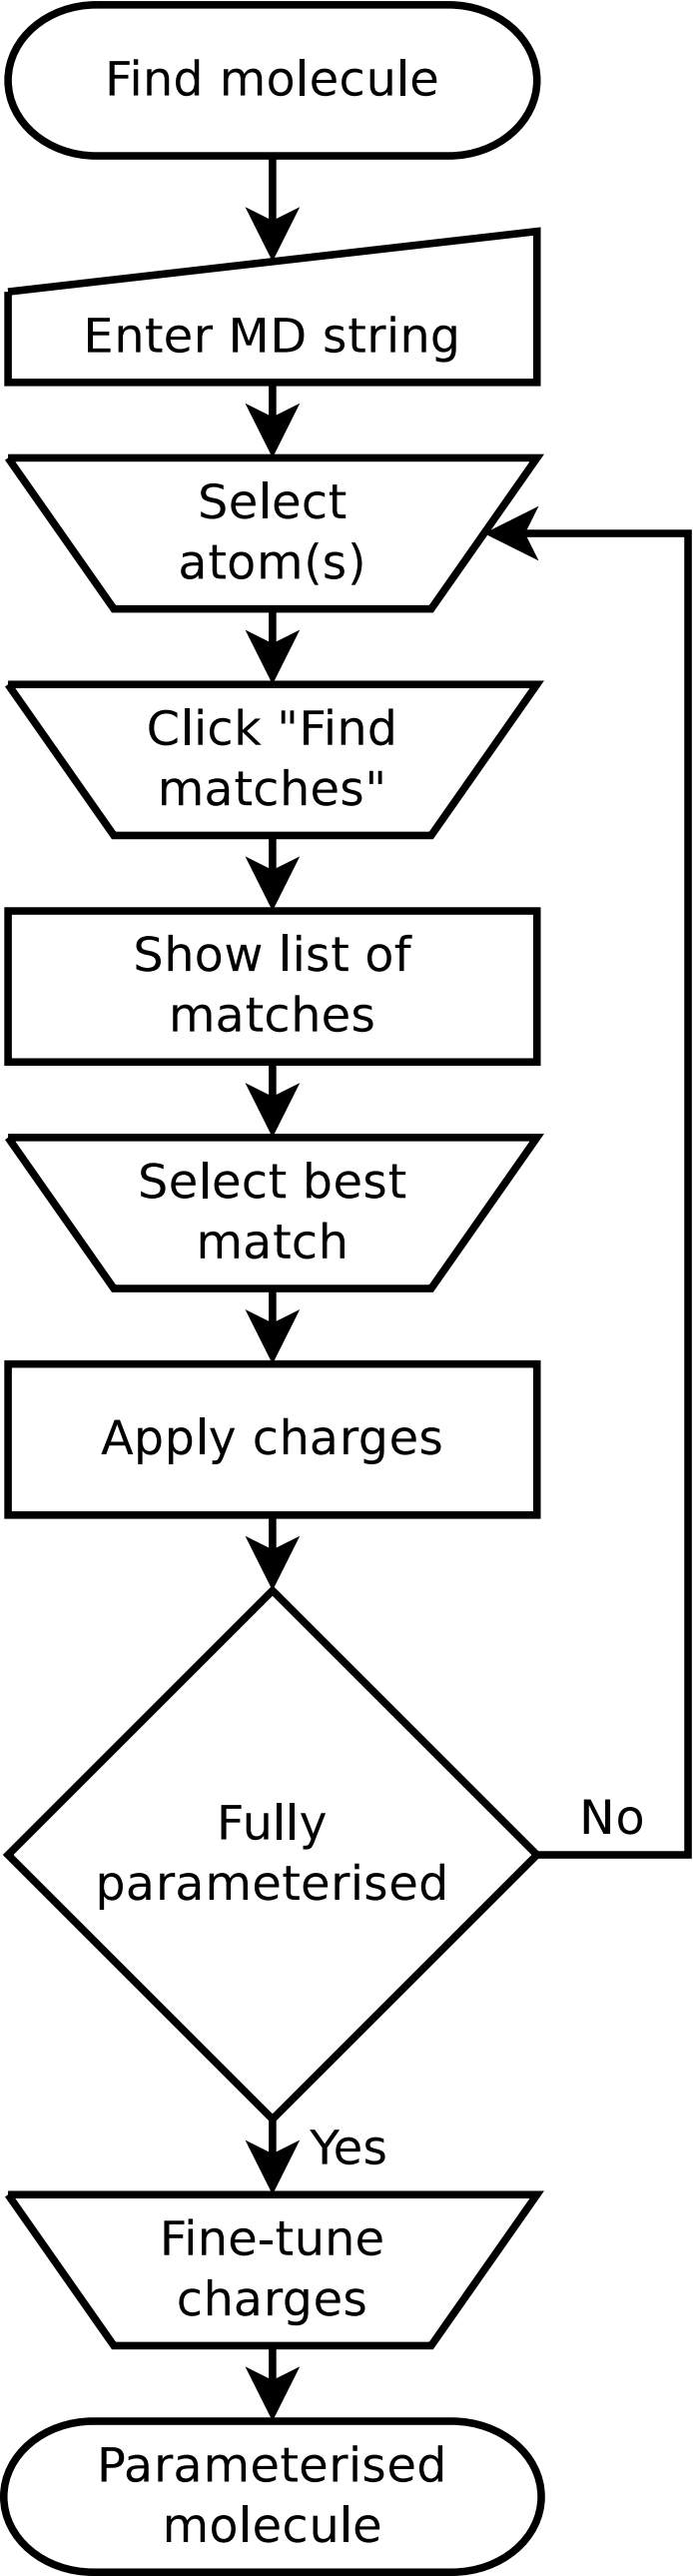 Find molecule
Enter MD string
Select
atom(s)
Click "Find
matches"
Show list of
matches
Select best
match
Apply charges
Fully
parameterised
No
Yes
Fine-tune
charges
Parameterised
molecule